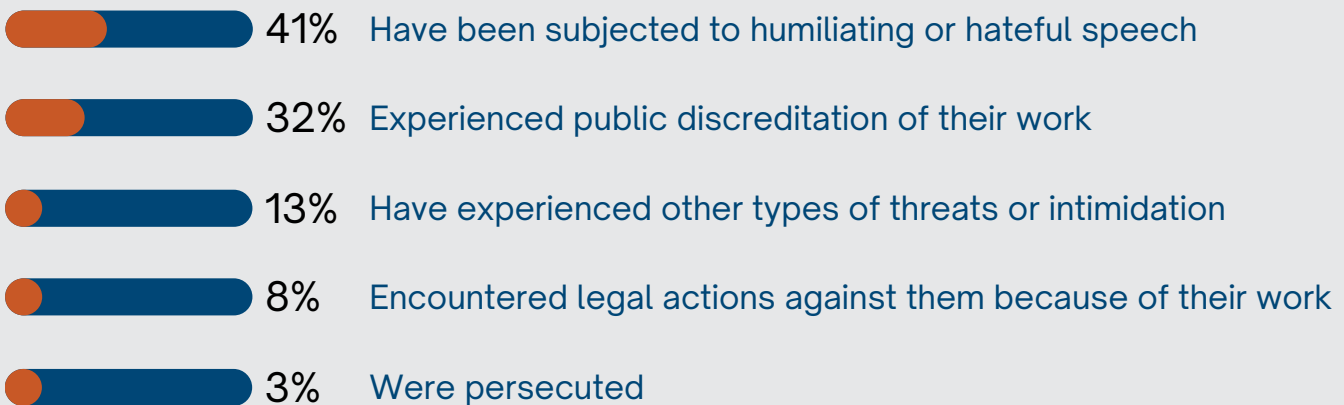 41% Have been subjected to humiliating or hateful speech
32% Experienced public discreditation of their work
13% Have experienced other types of threats or intimidation
8% Encountered legal actions against them because of their work
3% Were persecuted